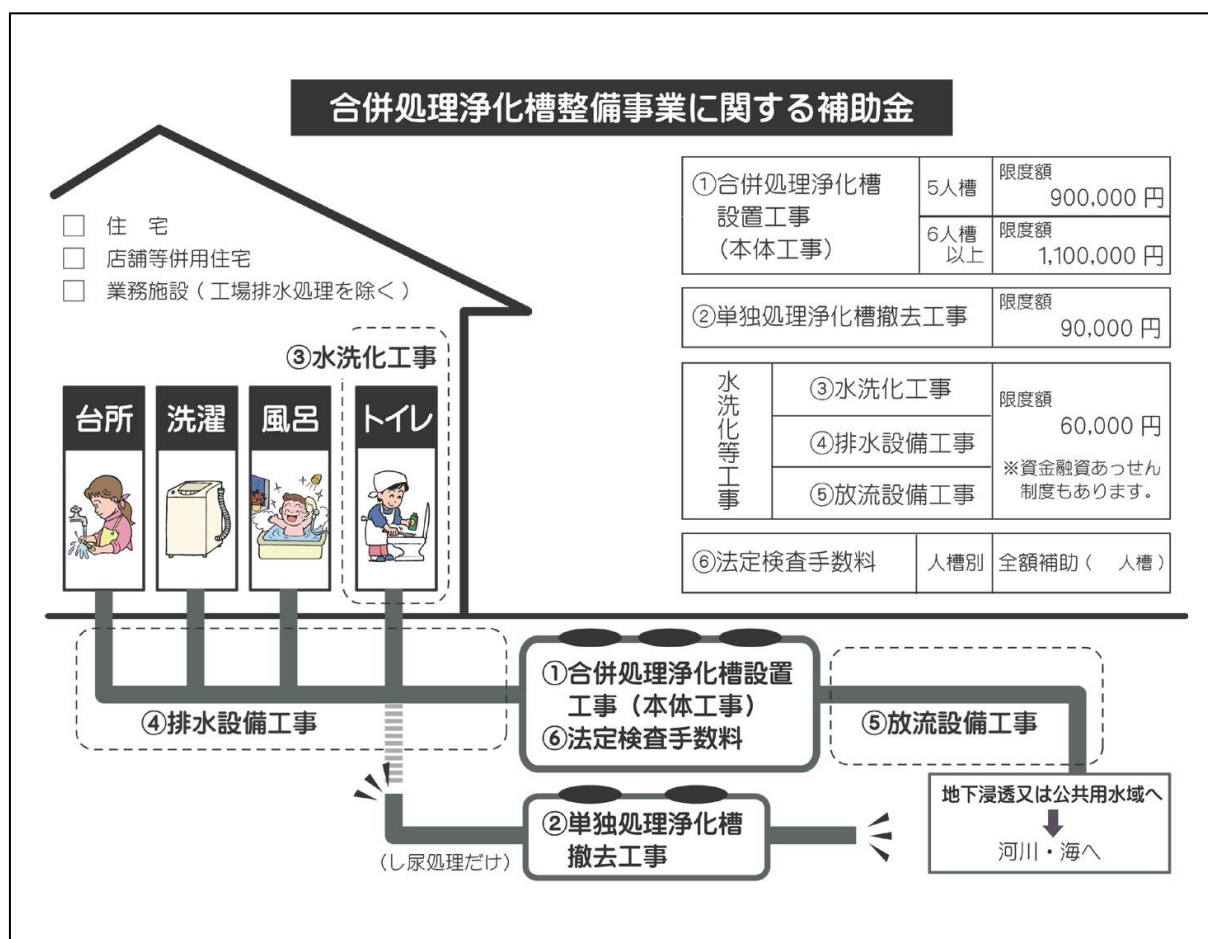 合併処理浄化槽整備事業に関する補助金
□ 住 宅
□ 店舗等併用住宅
□ 業務施設(工場排水処理を除く)
①合併処理浄化槽
設置工事
(本体工事)
5人槽
限度額
900,000 円
6人槽
以上
限度額
1,100,000 円
②単独処理浄化槽撤去工事
限度額
90,000 円
水洗化等工事
③水洗化工事
④排水設備工事
⑤放流設備工事
限度額
60,000 円
※資金融資あっせん
制度もあります。
⑥法定検査手数料
人槽別
全額補助( 人槽)
③水洗化工事
台所
洗濯
風呂
トイレ
④排水設備工事
①合併処理浄化槽設置
工事(本体工事)
⑥法定検査手数料
⑤放流設備工事
地下浸透又は公共用水域へ
河川・海へ
(し尿処理だけ)
②単独処理浄化槽
撤去工事